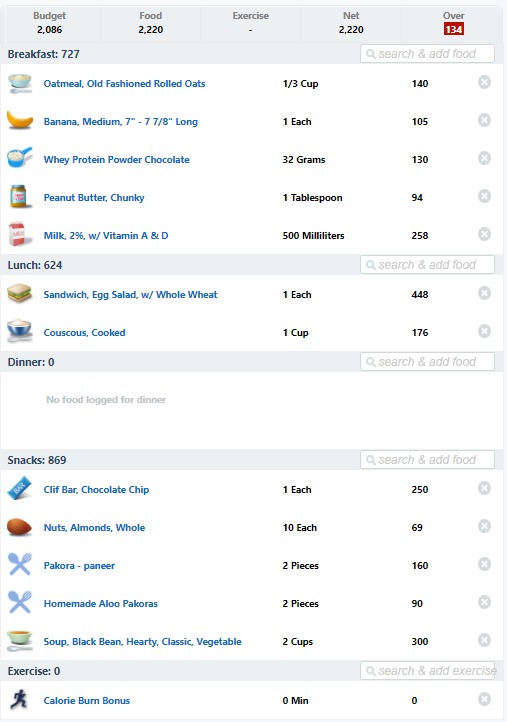 Budget Food Exercise Net Over
2,086 2,220 - 2,220 134
Breakfast: 727 search & add food
Oatmeal, Old Fashioned Rolled Oats 1/3 Cup 140
Banana, Medium, 7" - 7 7/8" Long 1 Each 105
Whey Protein Powder Chocolate 32 Grams 130
Peanut Butter, Chunky 1 Tablespoon 94
Milk, 2%, w/ Vitamin A & D 500 Milliliters 258
Lunch: 624 search & add food
Sandwich, Egg Salad, w/ Whole Wheat 1 Each 448
Couscous, Cooked 1 Cup 176
Dinner: 0 search & add food
No food logged for dinner
Snacks: 869 search & add food
Clif Bar, Chocolate Chip 1 Each 250
Nuts, Almonds, Whole 10 Each 69
Pakora - paneer 2 Pieces 160
Homemade Aloo Pakoras 2 Pieces 90
Soup, Black Bean, Hearty, Classic, Vegetable 2 Cups 300
Exercise: 0 search & add exercise
Calorie Burn Bonus 0 Min 0